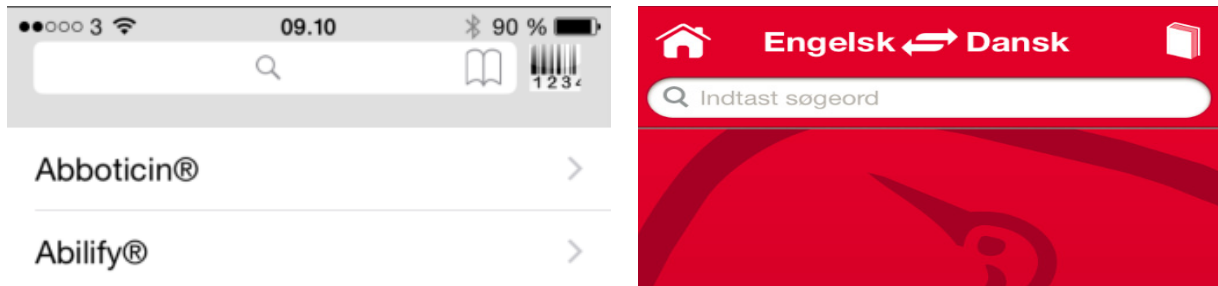 3 09.10 90 %
1234
Abboticin®
Abilify®
Engelsk Dansk
Indtast søgeord